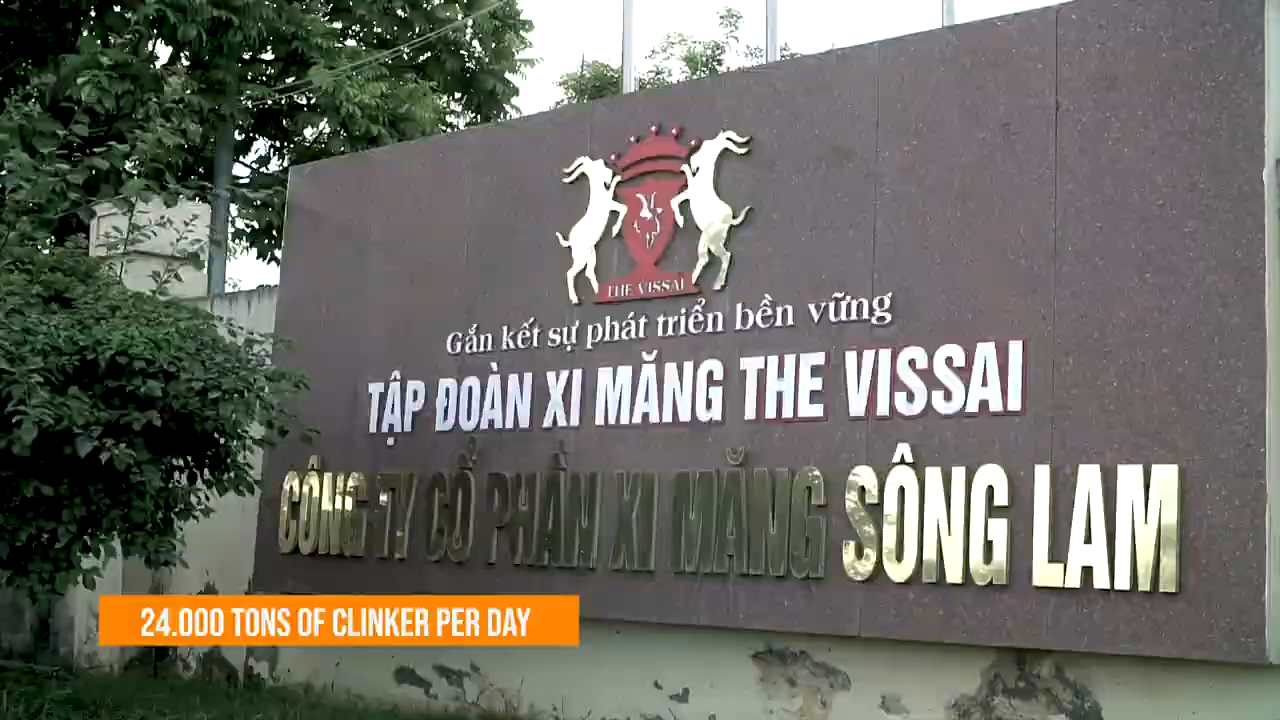 THE VISSAI
Gắn kết sự phát triển bền vững
TẬP ĐOÀN XI MĂNG THE VISSAI
CÔNG TY CỔ PHẦN XI MĂNG SÔNG LAM
24.000 TONS OF CLINKER PER DAY